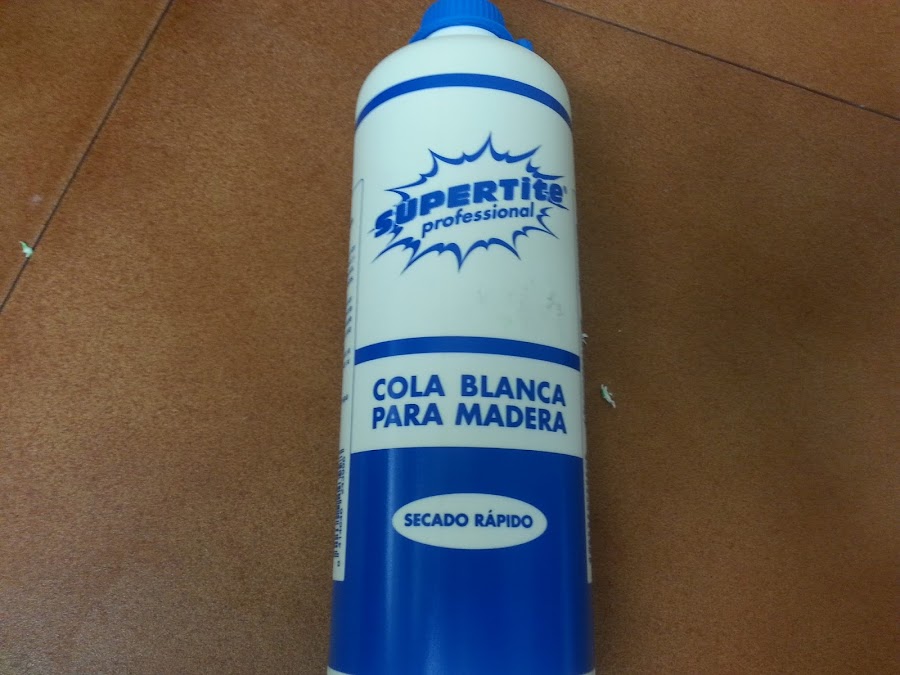 SUPERTite®
professional
COLA BLANCA
PARA MADERA
SECADO RÁPIDO